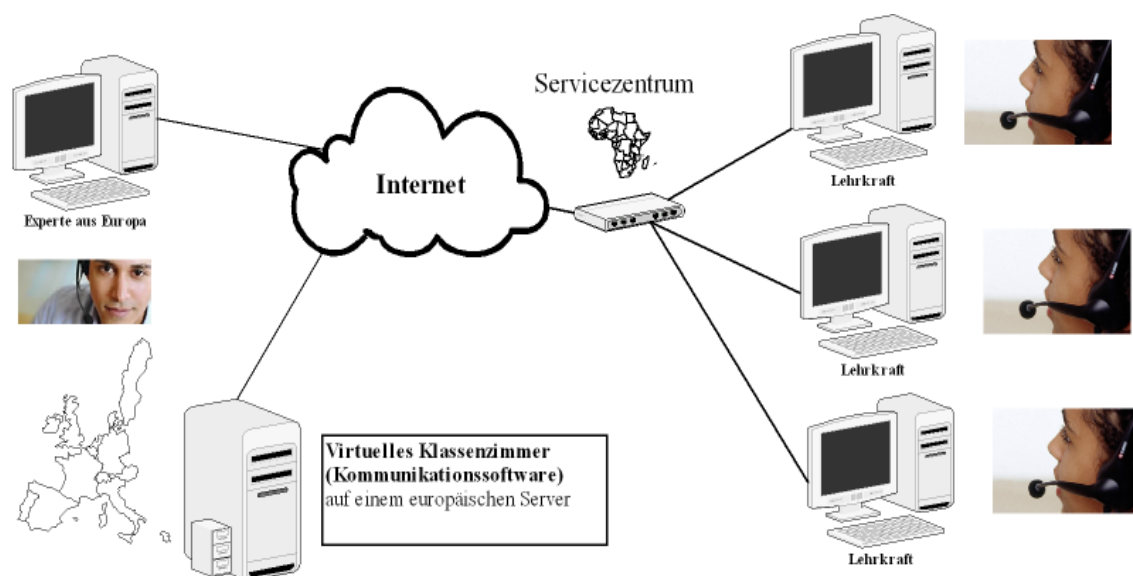 Servicezentrum
Internet
Lehrkraft
Experte aus Europa
Lehrkraft
Virtuelles Klassenzimmer
(Kommunikationssoftware)
auf einem europäischen Server
Lehrkraft